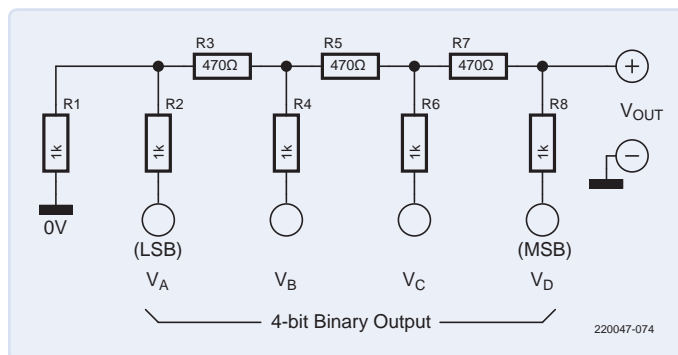 R3 R5 R7
470Ω 470Ω 470Ω
R1 R2 R4 R6 R8
1k 1k 1k 1k 1k
VOUT
0V
(LSB) (MSB)
VA VB VC VD
4-bit Binary Output
220047-074